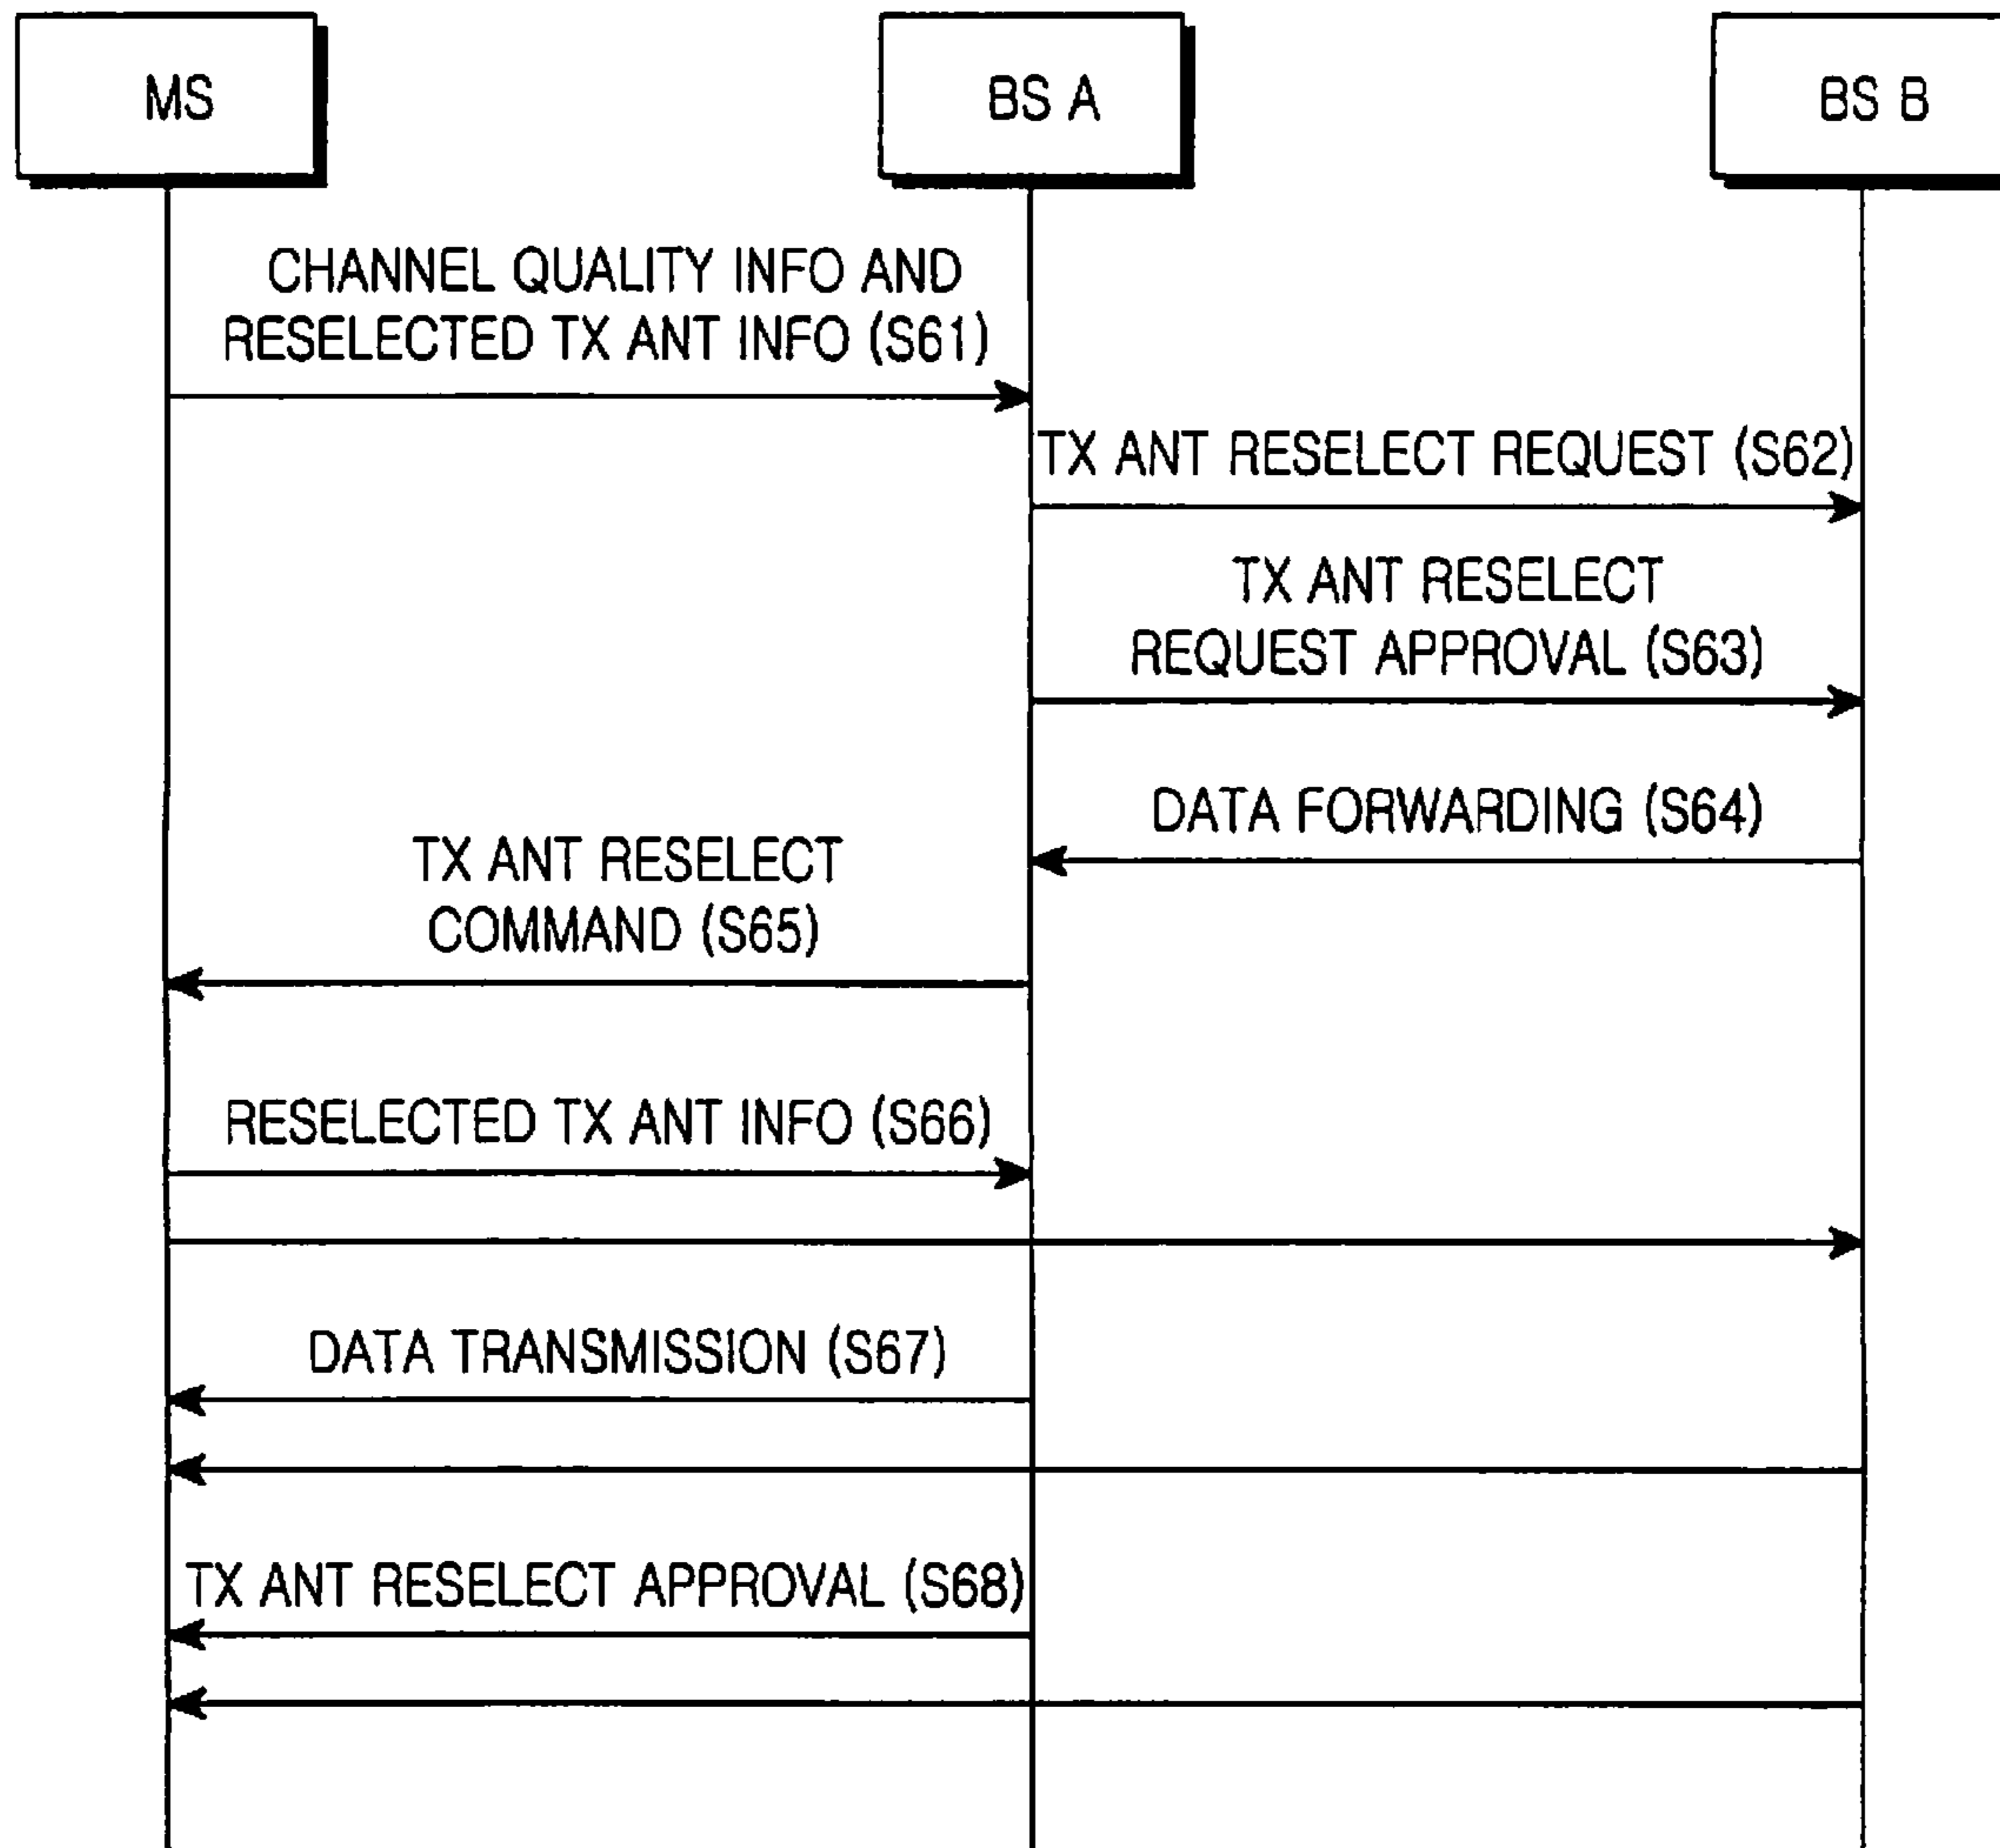 MS
BS A
BS B
CHANNEL QUALITY INFO AND
RESELECTED TX ANT INFO (S61)
TX ANT RESELECT REQUEST (S62)
TX ANT RESELECT
REQUEST APPROVAL (S63)
DATA FORWARDING (S64)
TX ANT RESELECT
COMMAND (S65)
RESELECTED TX ANT INFO (S66)
DATA TRANSMISSION (S67)
TX ANT RESELECT APPROVAL (S68)